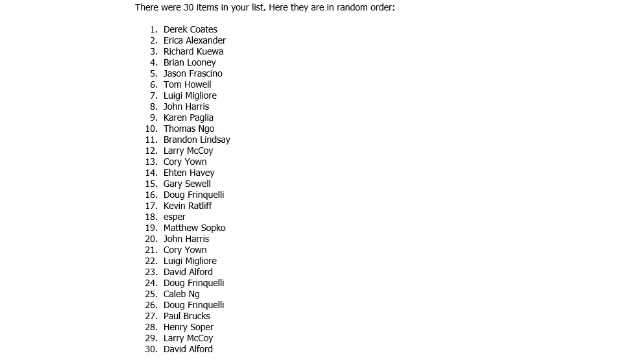 There were 30 items in your list. Here they are in random order:
1. Derek Coates
2. Erica Alexander
3. Richard Kuewa
4. Brian Looney
5. Jason Frascino
6. Tom Howell
7. Luigi Migliore
8. John Harris
9. Karen Paglia
10. Thomas Ngo
11. Brandon Lindsay
12. Larry McCoy
13. Cory Yown
14. Ehten Havey
15. Gary Sewell
16. Doug Frinquelli
17. Kevin Ratliff
18. esper
19. Matthew Sopko
20. John Harris
21. Cory Yown
22. Luigi Migliore
23. David Alford
24. Doug Frinquelli
25. Caleb Ng
26. Doug Frinquelli
27. Paul Brucks
28. Henry Soper
29. Larry McCoy
30. David Alford